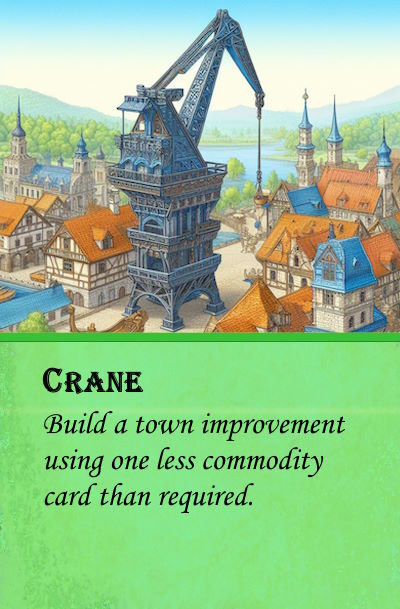 Crane
Build a town improvement
using one less commodity
card than required.